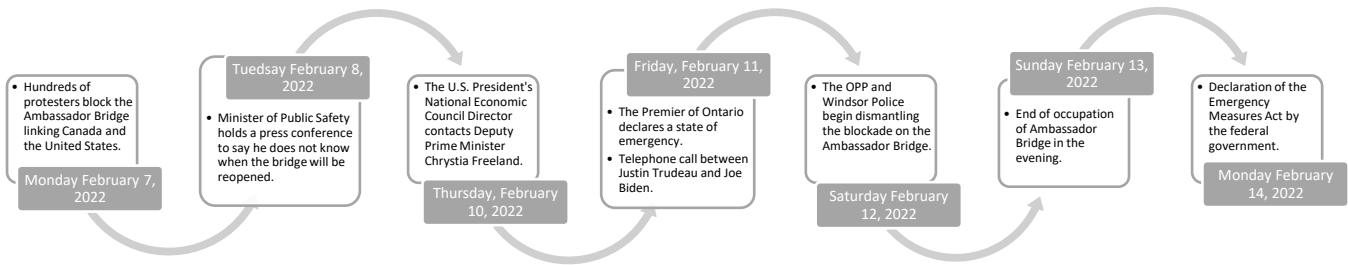 • Hundreds of
protesters block the
Ambassador Bridge
linking Canada and
the United States.
Monday February 7,
2022
Tuedsay February 8,
2022
• Minister of Public Safety
holds a press conference
to say he does not know
when the bridge will be
reopened.
• The U.S. President's
National Economic
Council Director
contacts Deputy
Prime Minister
Chrystia Freeland.
Thursday, February
10, 2022
Friday, February 11,
2022
• The Premier of Ontario
declares a state of
emergency.
• Telephone call between
Justin Trudeau and Joe
Biden.
• The OPP and
Windsor Police
begin dismantling
the blockade on the
Ambassador Bridge.
Saturday February
12, 2022
Sunday February 13,
2022
• End of occupation
of Ambassador
Bridge in the
evening.
• Declaration of the
Emergency
Measures Act by
the federal
government.
Monday February
14, 2022